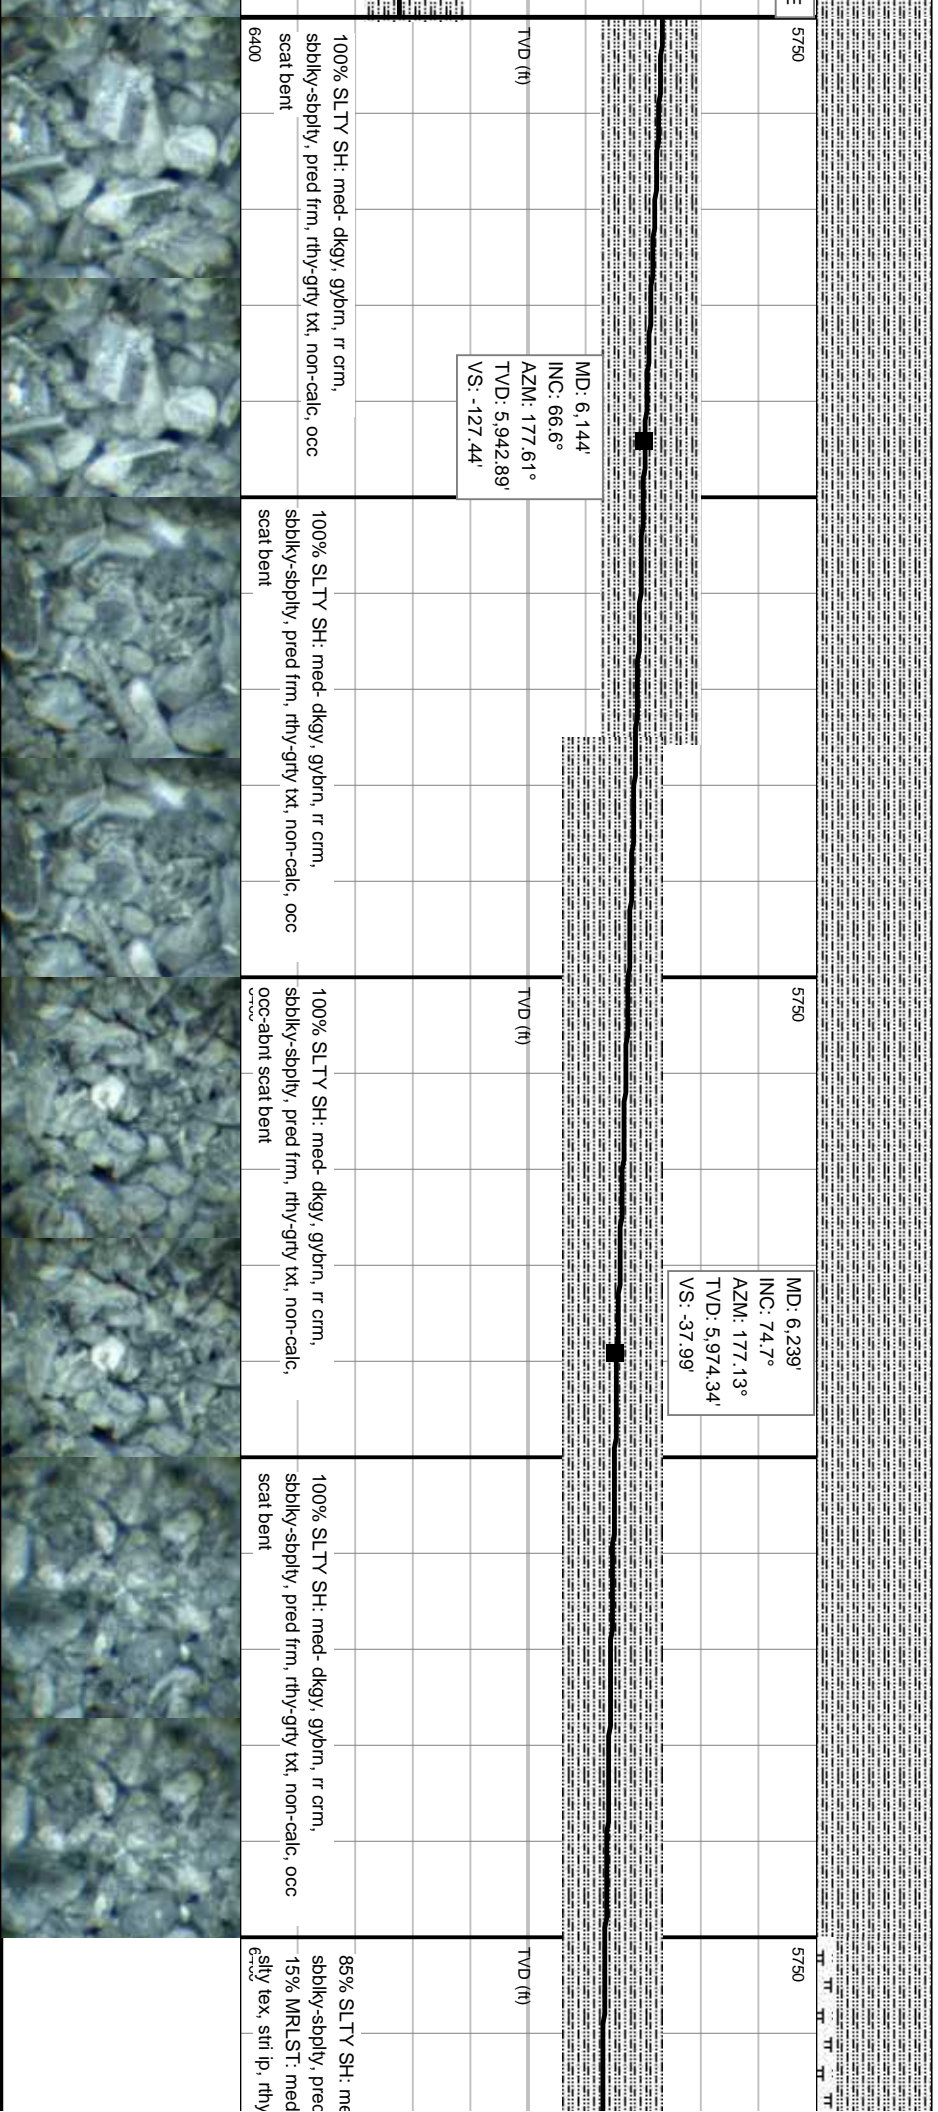 E
5750
TVD (ft)
6400
100% SLTY SH: med- dkgy, gybrn, rr crm,
sbblky-sbplty, pred frm, rthy-grty txt, non-calc, occ
scat bent
MD: 6,144'
INC: 66.6°
AZM: 177.61°
TVD: 5,942.89'
VS: -127.44'
100% SLTY SH: med- dkgy, gybrn, rr crm,
sbblky-sbplty, pred frm, rthy-grty txt, non-calc, occ
scat bent
5750
TVD (ft)
100% SLTY SH: med- dkgy, gybrn, rr crm,
sbblky-sbplty, pred frm, rthy-grty txt, non-calc,
occ-abnt scat bent
MD: 6,239'
INC: 74.7°
AZM: 177.13°
TVD: 5,974.34'
VS: -37.99'
100% SLTY SH: med- dkgy, gybrn, rr crm,
sbblky-sbplty, pred frm, rthy-grty txt, non-calc, occ
scat bent
5750
TVD (ft)
85% SLTY SH: me
sbblky-sbplty, pred
15% MRLST: med
slty tex, stri ip, rthy